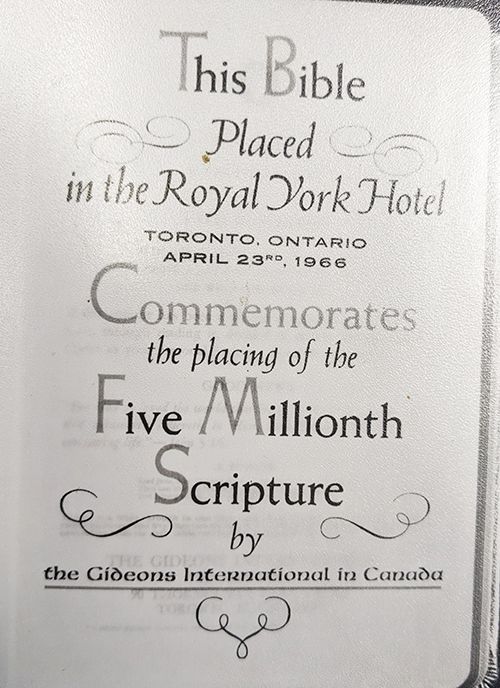 This Bible
Placed
in the Royal York Hotel
TORONTO, ONTARIO
APRIL 23RD, 1966
Commemorates
the placing of the
Five Millionth
Scripture
by
the Gideons International in Canada